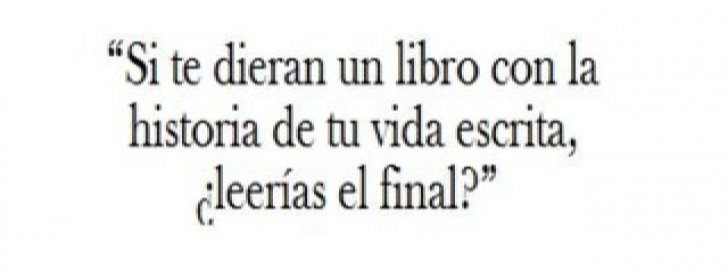 “Si te dieran un libro con la
historia de tu vida escrita,
¿leerías el final?”